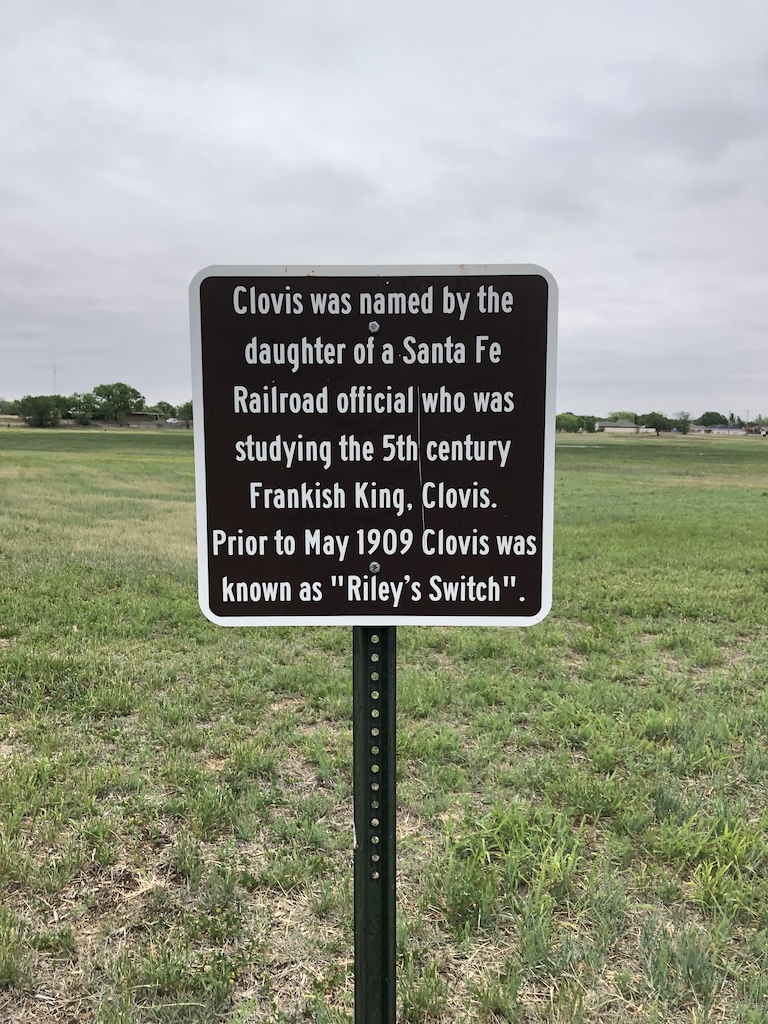 Clovis was named by the
daughter of a Santa Fe
Railroad official who was
studying the 5th century
Frankish King, Clovis.
Prior to May 1909 Clovis was
known as "Riley's Switch".